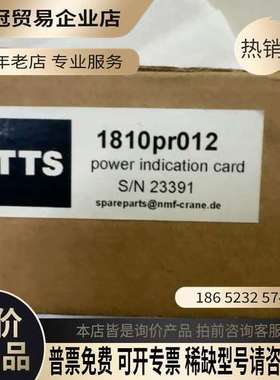 冠贸易企业店
年老店 专业服务
热销
TTS
1810pr012
power indication card
S/N 23391
spareparts@nmf-crane.de
价
品
186 5232 574
本店皆是询价产品 拍前咨询客服
普票免费 可开专票 稀缺型号请咨